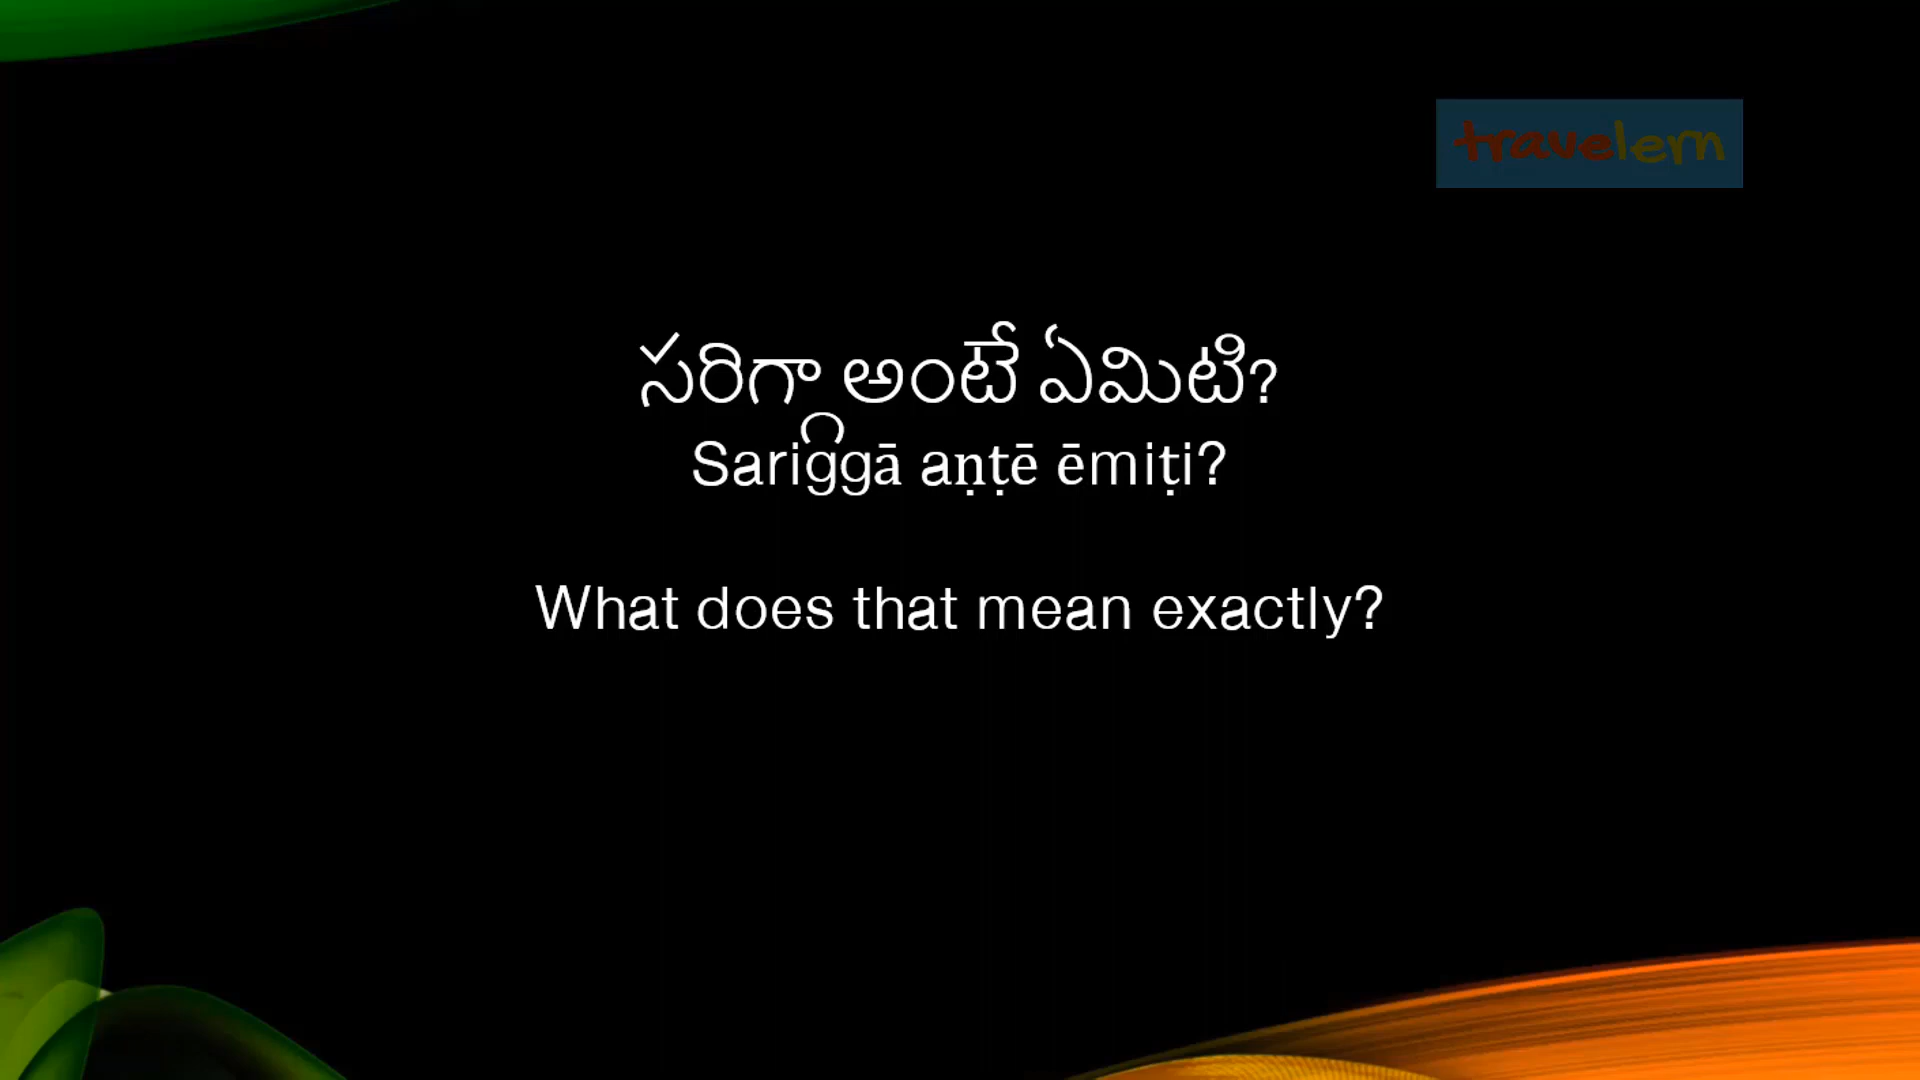 travelern
సరిగ్గా అంటే ఏమిటి?
Sariggā aṇṭē ēmiṭi?
What does that mean exactly?